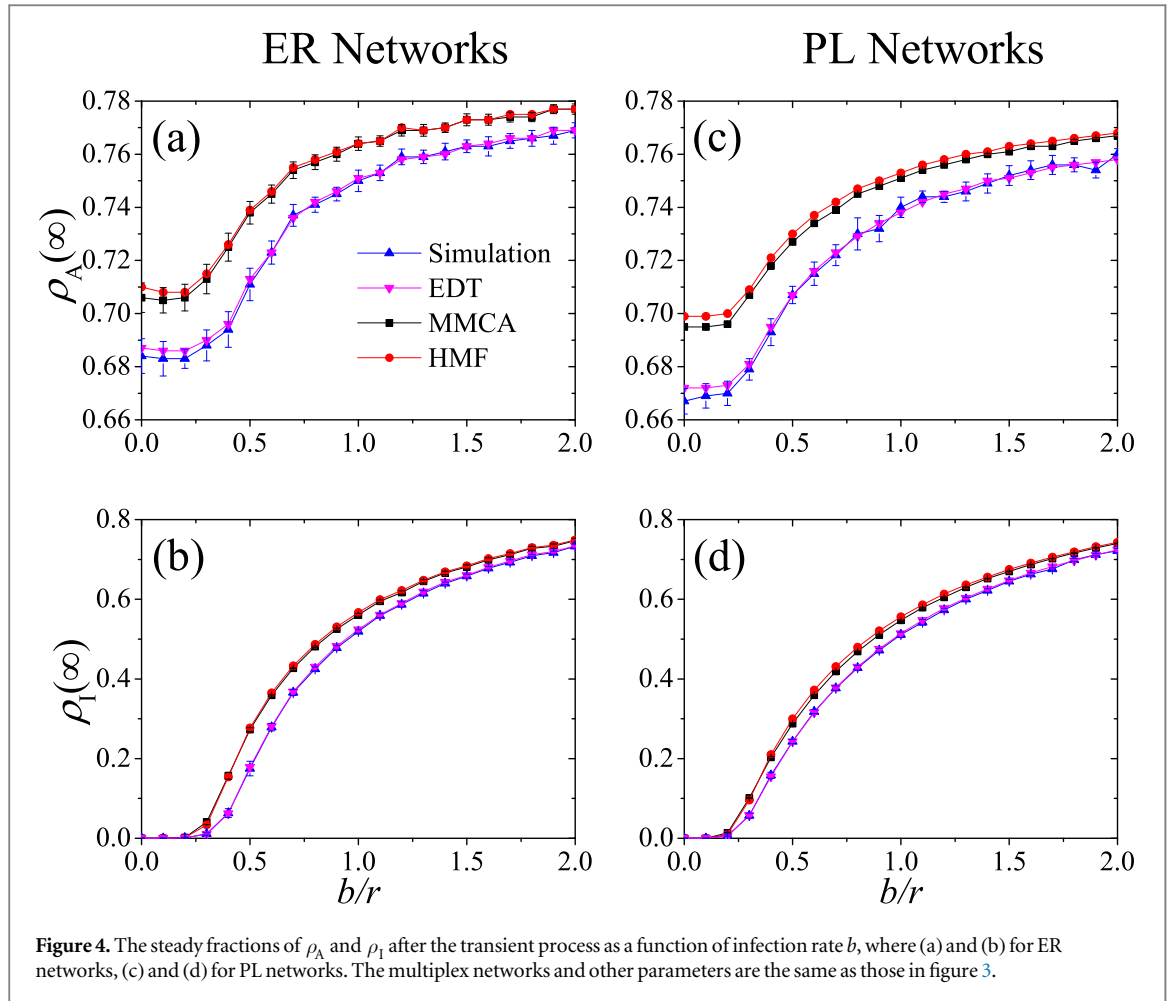 ER Networks
PL Networks
(a)
0.78
0.76
0.74
0.72
0.70
0.68
0.66
ρA(∞)
0.0 0.5 1.0 1.5 2.0
Simulation
EDT
MMCA
HMF
(c)
0.78
0.76
0.74
0.72
0.70
0.68
0.66
ρA(∞)
0.0 0.5 1.0 1.5 2.0
(b)
0.8
0.6
0.4
0.2
0.0
ρI(∞)
0.0 0.5 1.0 1.5 2.0
b/r
(d)
0.8
0.6
0.4
0.2
0.0
0.0 0.5 1.0 1.5 2.0
b/r
Figure 4. The steady fractions of ρA and ρI after the transient process as a function of infection rate b, where (a) and (b) for ER
networks, (c) and (d) for PL networks. The multiplex networks and other parameters are the same as those in figure 3.